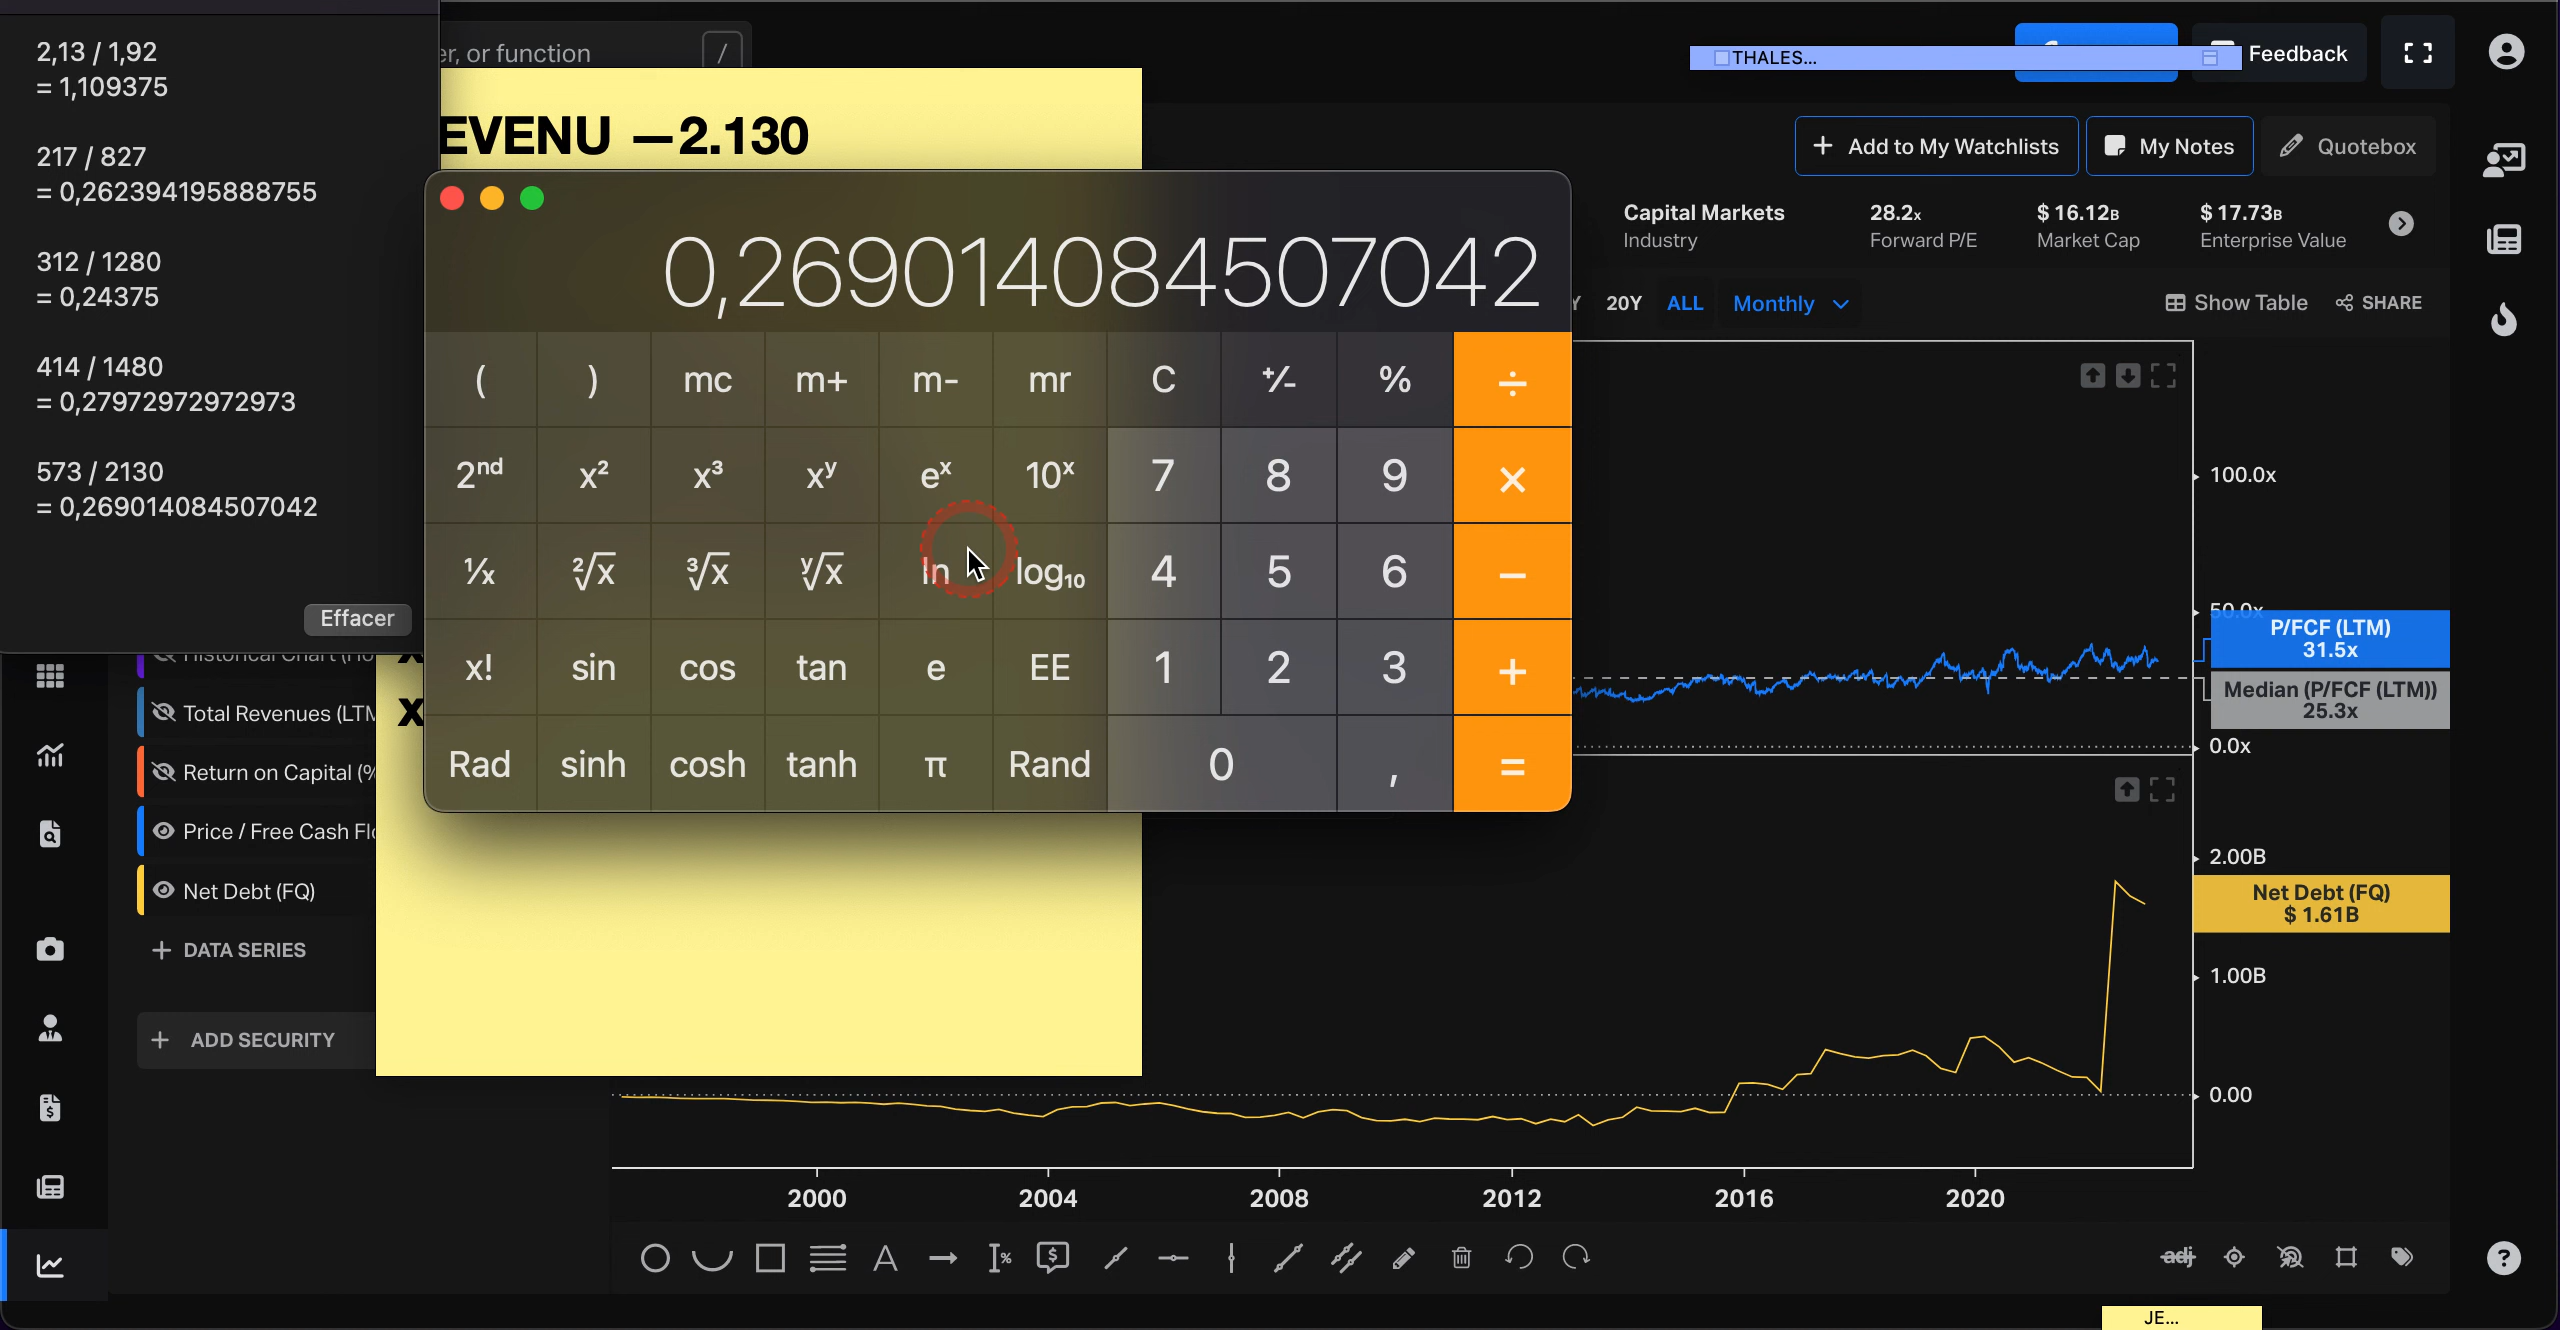 2,13 / 1,92
= 1,109375
217 / 827
= 0,262394195888755
312 / 1280
= 0,24375
414 / 1480
= 0,27972972972973
573 / 2130
= 0,269014084507042
Effacer
er, or function
/
EVENU —2.130
THALES...
Feedback
+ Add to My Watchlists
My Notes
Quotebox
Capital Markets
Industry
28.2x
Forward P/E
$ 16.12B
Market Cap
$ 17.73B
Enterprise Value
20Y
ALL
Monthly
Show Table
SHARE
0,269014084507042
( ) mc m+ m- mr C +/- % ÷
2nd x² x³ xʸ eˣ 10ˣ 7 8 9 ×
1/x ²√x ³√x ʸ√x ln log₁₀ 4 5 6 −
x! sin cos tan e EE 1 2 3 +
Rad sinh cosh tanh π Rand 0 , =
100.0x
50.0x
P/FCF (LTM)
31.5x
Median (P/FCF (LTM))
25.3x
0.0x
Total Revenues (LTM
Return on Capital (%
Price / Free Cash Flo
Net Debt (FQ)
+ DATA SERIES
+ ADD SECURITY
2.00B
Net Debt (FQ)
$ 1.61B
1.00B
0.00
2000 2004 2008 2012 2016 2020
A
%
$
adj
?
JE...